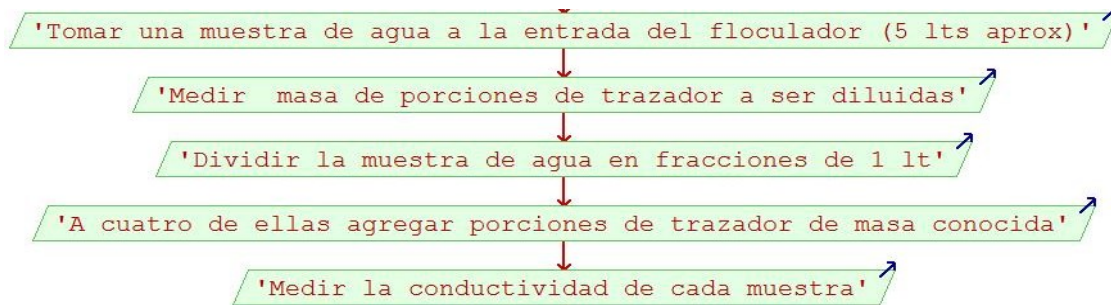 'Tomar una muestra de agua a la entrada del floculador (5 lts aprox)'
'Medir  masa de porciones de trazador a ser diluidas'
'Dividir la muestra de agua en fracciones de 1 lt'
'A cuatro de ellas agregar porciones de trazador de masa conocida'
'Medir la conductividad de cada muestra'